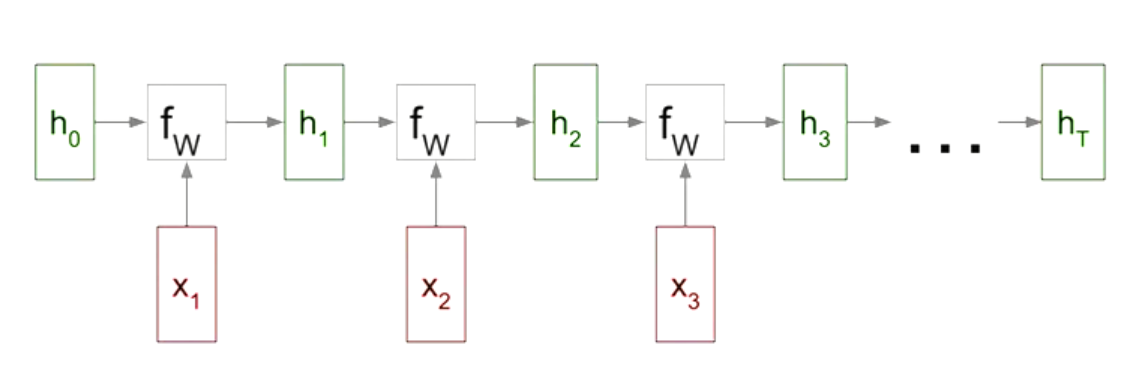 h0 fW h1 fW h2 fW h3 ... hT
x1 x2 x3